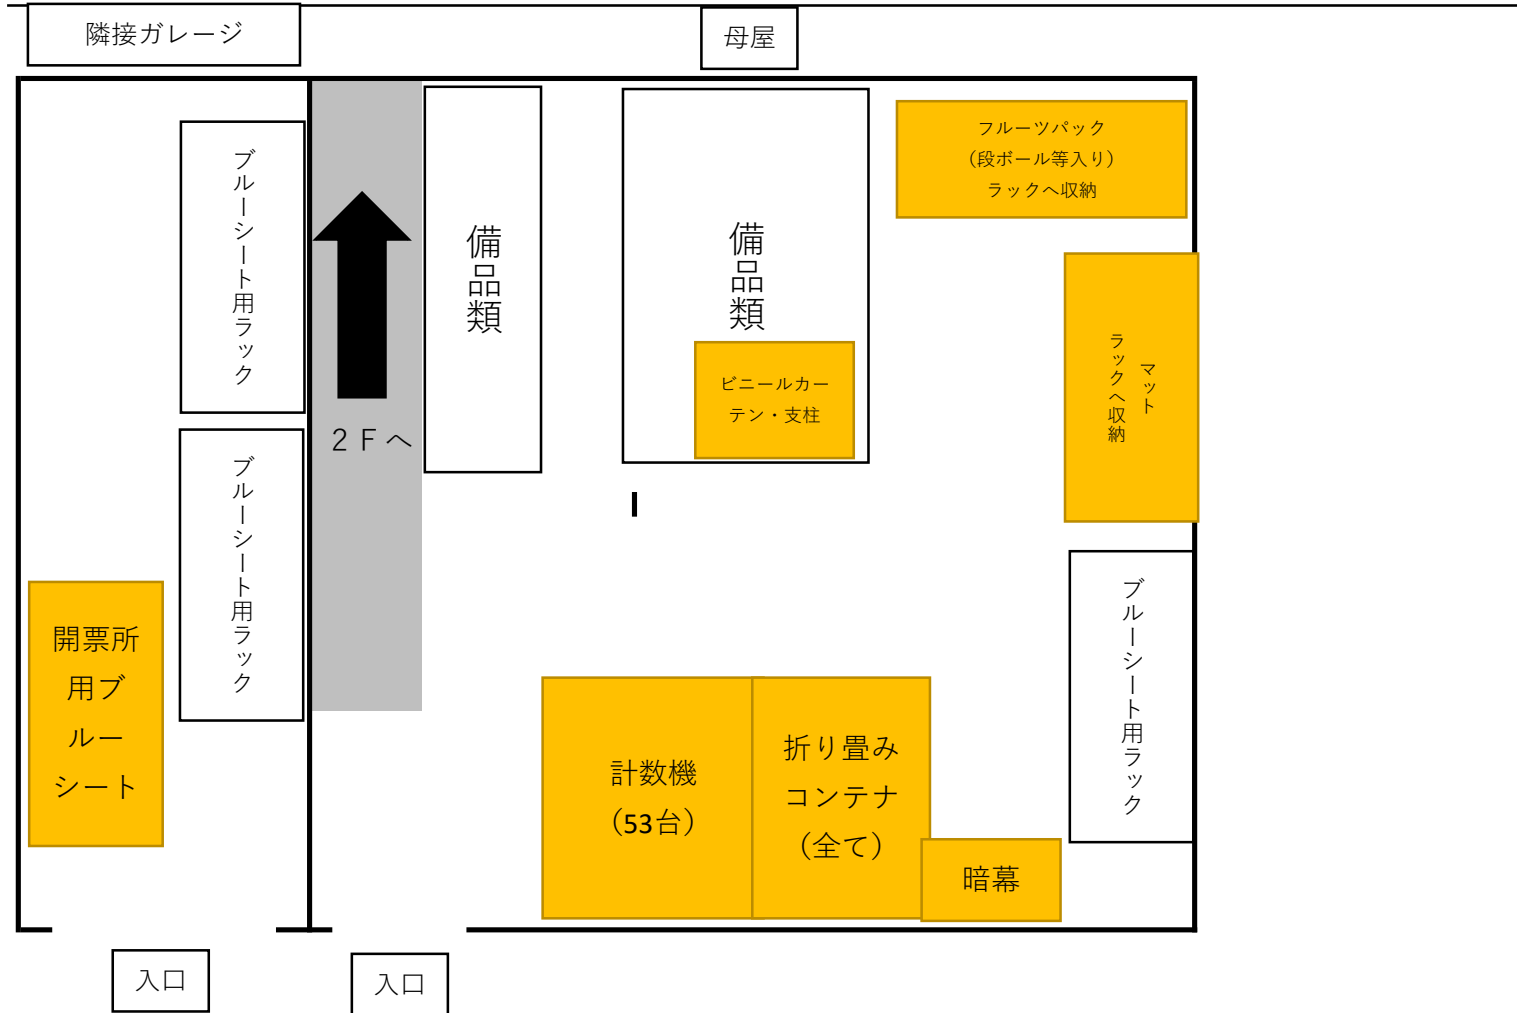 隣接ガレージ
母屋
ブルーシート用ラック
ブルーシート用ラック
開票所
用ブ
ルー
シート
２Ｆへ
備品類
備品類
ビニールカー
テン・支柱
フルーツパック
（段ボール等入り）
ラックへ収納
マット
ラックへ収納
ブルーシート用ラック
計数機
（53台）
折り畳み
コンテナ
（全て）
暗幕
入口
入口